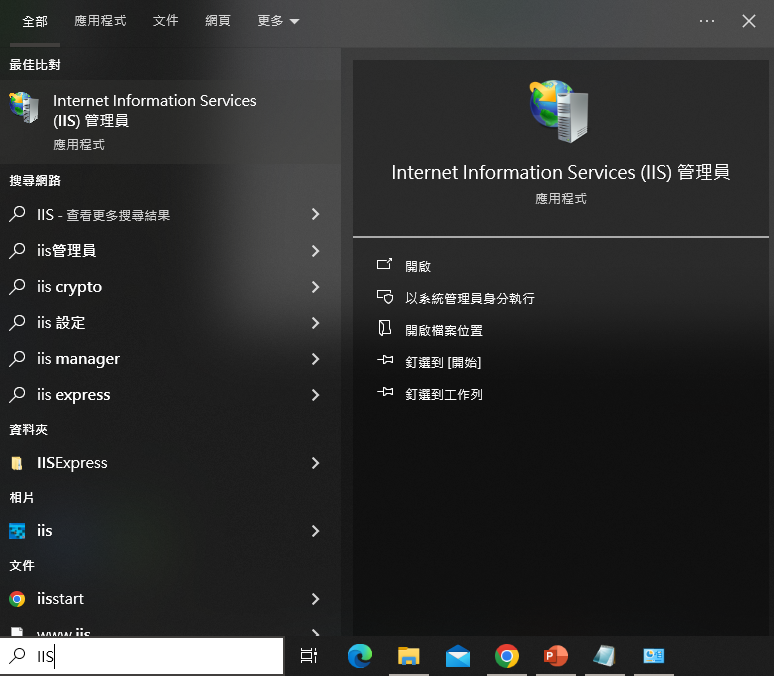 全部 應用程式 文件 網頁 更多
最佳比對
Internet Information Services
(IIS) 管理員
應用程式
搜尋網路
IIS - 查看更多搜尋結果
iis管理員
iis crypto
iis 設定
iis manager
iis express
資料夾
IISExpress
相片
iis
文件
iisstart
www.iis
IIS
Internet Information Services (IIS) 管理員
應用程式
開啟
以系統管理員身分執行
開啟檔案位置
釘選到 [開始]
釘選到工作列